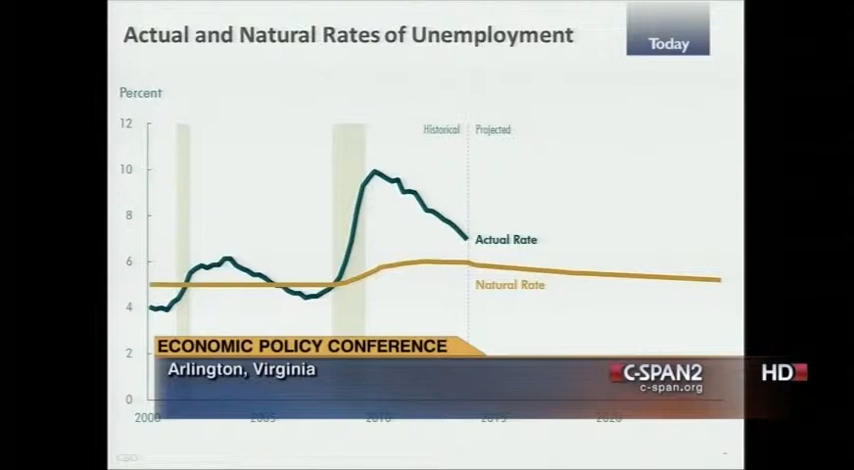 Actual and Natural Rates of Unemployment
Today
Percent
12
Historical
Projected
10
8
Actual Rate
6
Natural Rate
4
ECONOMIC POLICY CONFERENCE
2
Arlington, Virginia
C-SPAN2
HD
c-span.org
0
2000
2005
2010
2015
2020
CBO